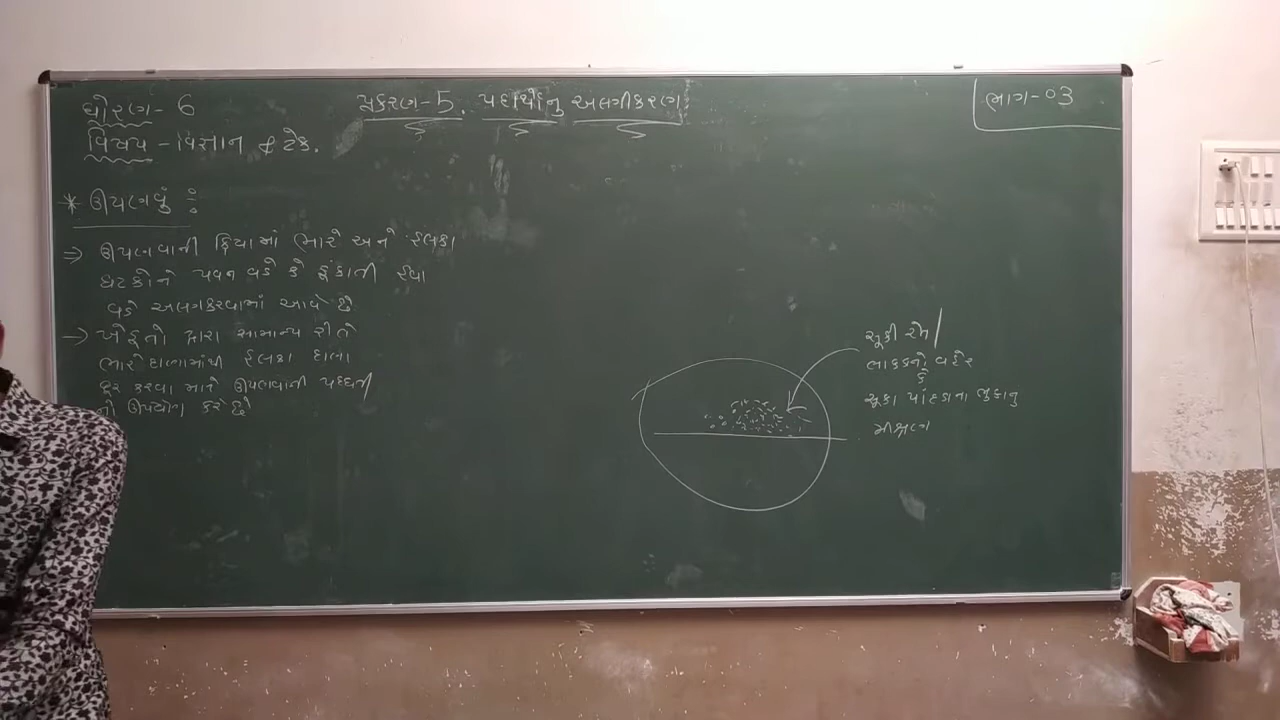 ધોરણ - 6
પ્રકરણ - 5. પદાર્થોનુ અલગીકરણ
ભાગ - 03
વિષય - વિજ્ઞાન & ટેક.
* ઊપણવું :
⇒ ઊપણવાની ક્રિયામાં ભારે અને હલકા
ઘટકોને પવન વડે કે ફૂંકાતી હવા
વડે અલગ કરવામાં આવે છે
→ ખેડૂતો દ્વારા સામાન્ય રીતે
ભારે દાણામાંથી હલકા દાણા
દૂર કરવા માટે ઊપણવાની પદ્ધતી
નો ઉપયોગ કરે છે
સૂકી રેત /
લાકડાનો વહેર
કે
સૂકા પાંદડાના ભુકાનુ
મીશ્રણ